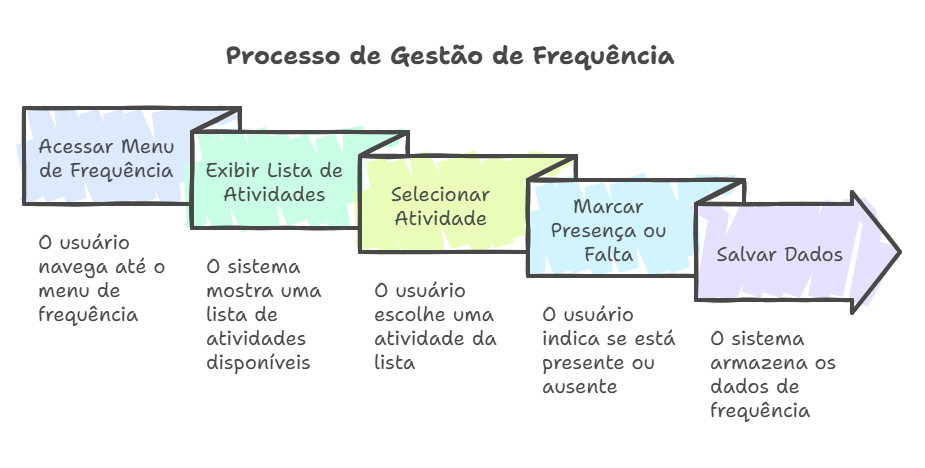 Processo de Gestão de Frequência
Acessar Menu
de Frequência
O usuário
navega até o
menu de
frequência
Exibir Lista de
Atividades
O sistema
mostra uma
lista de
atividades
disponíveis
Selecionar
Atividade
O usuário
escolhe uma
atividade da
lista
Marcar
Presença ou
Falta
O usuário
indica se está
presente ou
ausente
Salvar Dados
O sistema
armazena os
dados de
frequência